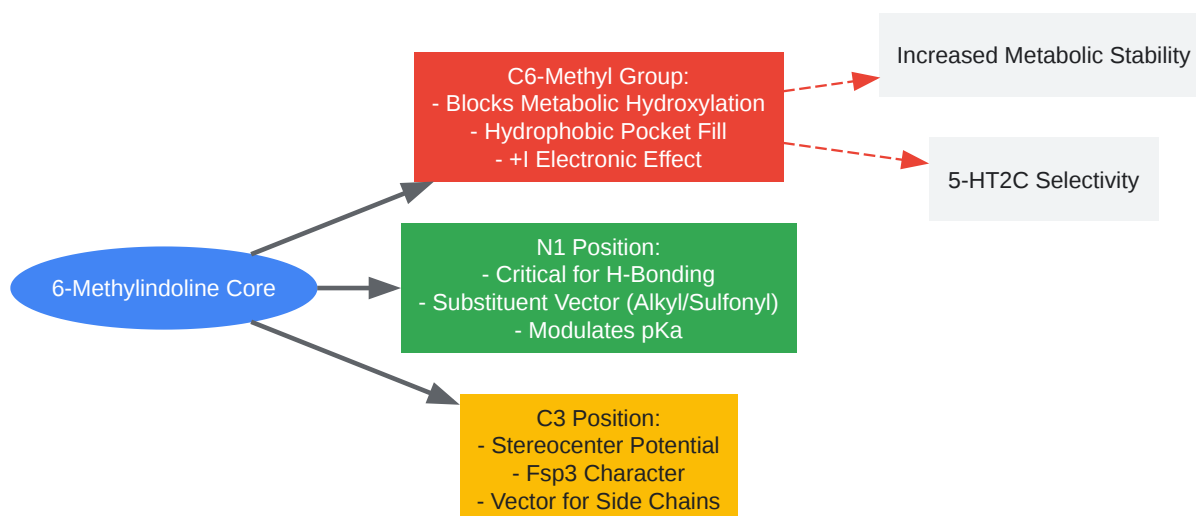 6-Methylindoline Core
C6-Methyl Group:
- Blocks Metabolic Hydroxylation
- Hydrophobic Pocket Fill
- +I Electronic Effect
Increased Metabolic Stability
5-HT2C Selectivity
N1 Position:
- Critical for H-Bonding
- Substituent Vector (Alkyl/Sulfonyl)
- Modulates pKa
C3 Position:
- Stereocenter Potential
- Fsp3 Character
- Vector for Side Chains